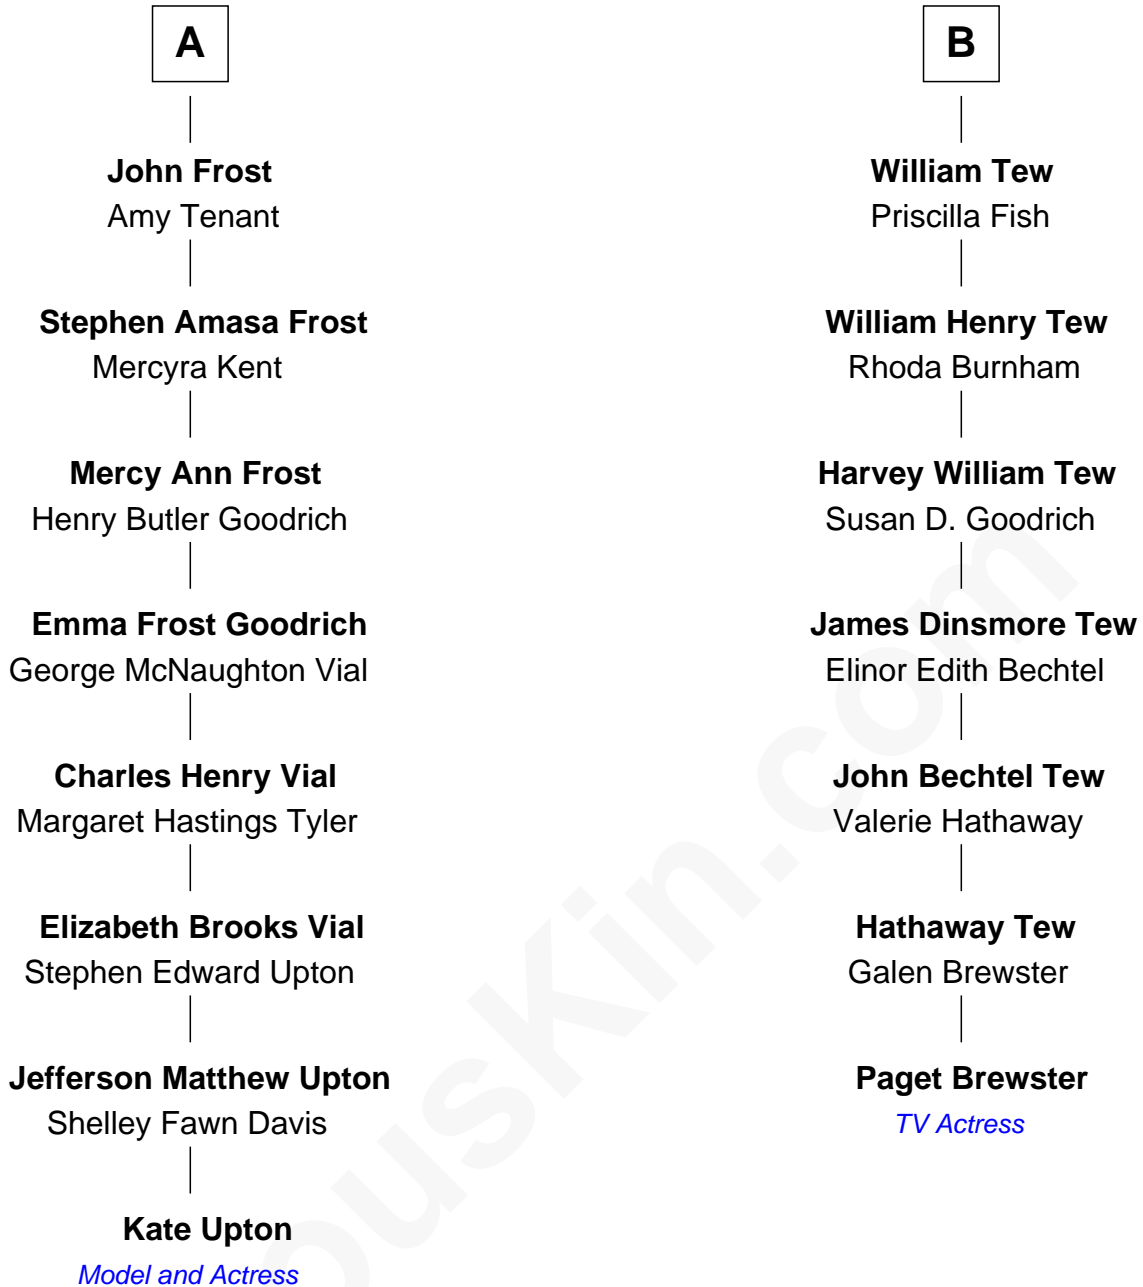 A
John Frost
Amy Tenant
Stephen Amasa Frost
Mercyra Kent
Mercy Ann Frost
Henry Butler Goodrich
Emma Frost Goodrich
George McNaughton Vial
Charles Henry Vial
Margaret Hastings Tyler
Elizabeth Brooks Vial
Stephen Edward Upton
Jefferson Matthew Upton
Shelley Fawn Davis
Kate Upton
Model and Actress
B
William Tew
Priscilla Fish
William Henry Tew
Rhoda Burnham
Harvey William Tew
Susan D. Goodrich
James Dinsmore Tew
Elinor Edith Bechtel
John Bechtel Tew
Valerie Hathaway
Hathaway Tew
Galen Brewster
Paget Brewster
TV Actress
ousKin.com